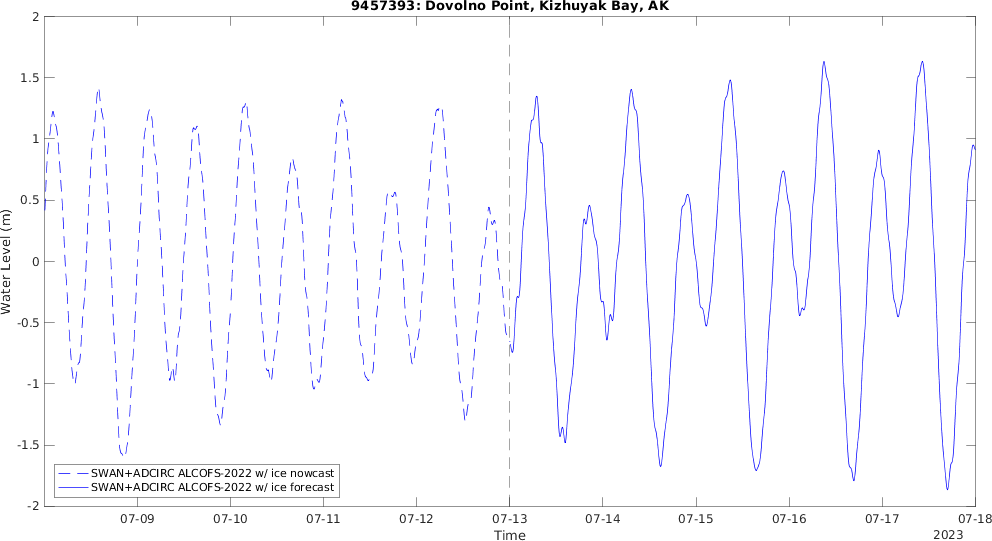 9457393: Dovolno Point, Kizhuyak Bay, AK
2
1.5
1
0.5
0
-0.5
-1
-1.5
-2
Water Level (m)
SWAN+ADCIRC ALCOFS-2022 w/ ice nowcast
SWAN+ADCIRC ALCOFS-2022 w/ ice forecast
07-09 07-10 07-11 07-12 07-13 07-14 07-15 07-16 07-17 07-18
Time
2023